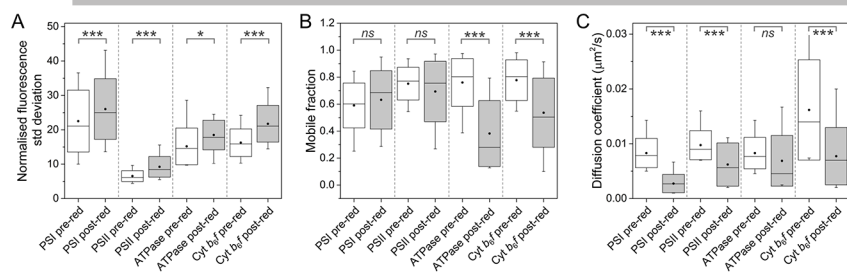 A
Normalised fluorescence
std deviation
50
40
30
20
10
0
***
***
*
***
PSI pre-red
PSI post-red
PSII pre-red
PSII post-red
ATPase pre-red
ATPase post-red
Cyt b6f pre-red
Cyt b6f post-red
B
Mobile fraction
1.2
1.0
0.8
0.6
0.4
0.2
0.0
ns
ns
***
***
PSI pre-red
PSI post-red
PSII pre-red
PSII post-red
ATPase pre-red
ATPase post-red
Cyt b6f pre-red
Cyt b6f post-red
C
Diffusion coefficient (μm²/s)
0.03
0.02
0.01
0.00
***
***
ns
***
PSI pre-red
PSI post-red
PSII pre-red
PSII post-red
ATPase pre-red
ATPase post-red
Cyt b6f pre-red
Cyt b6f post-red